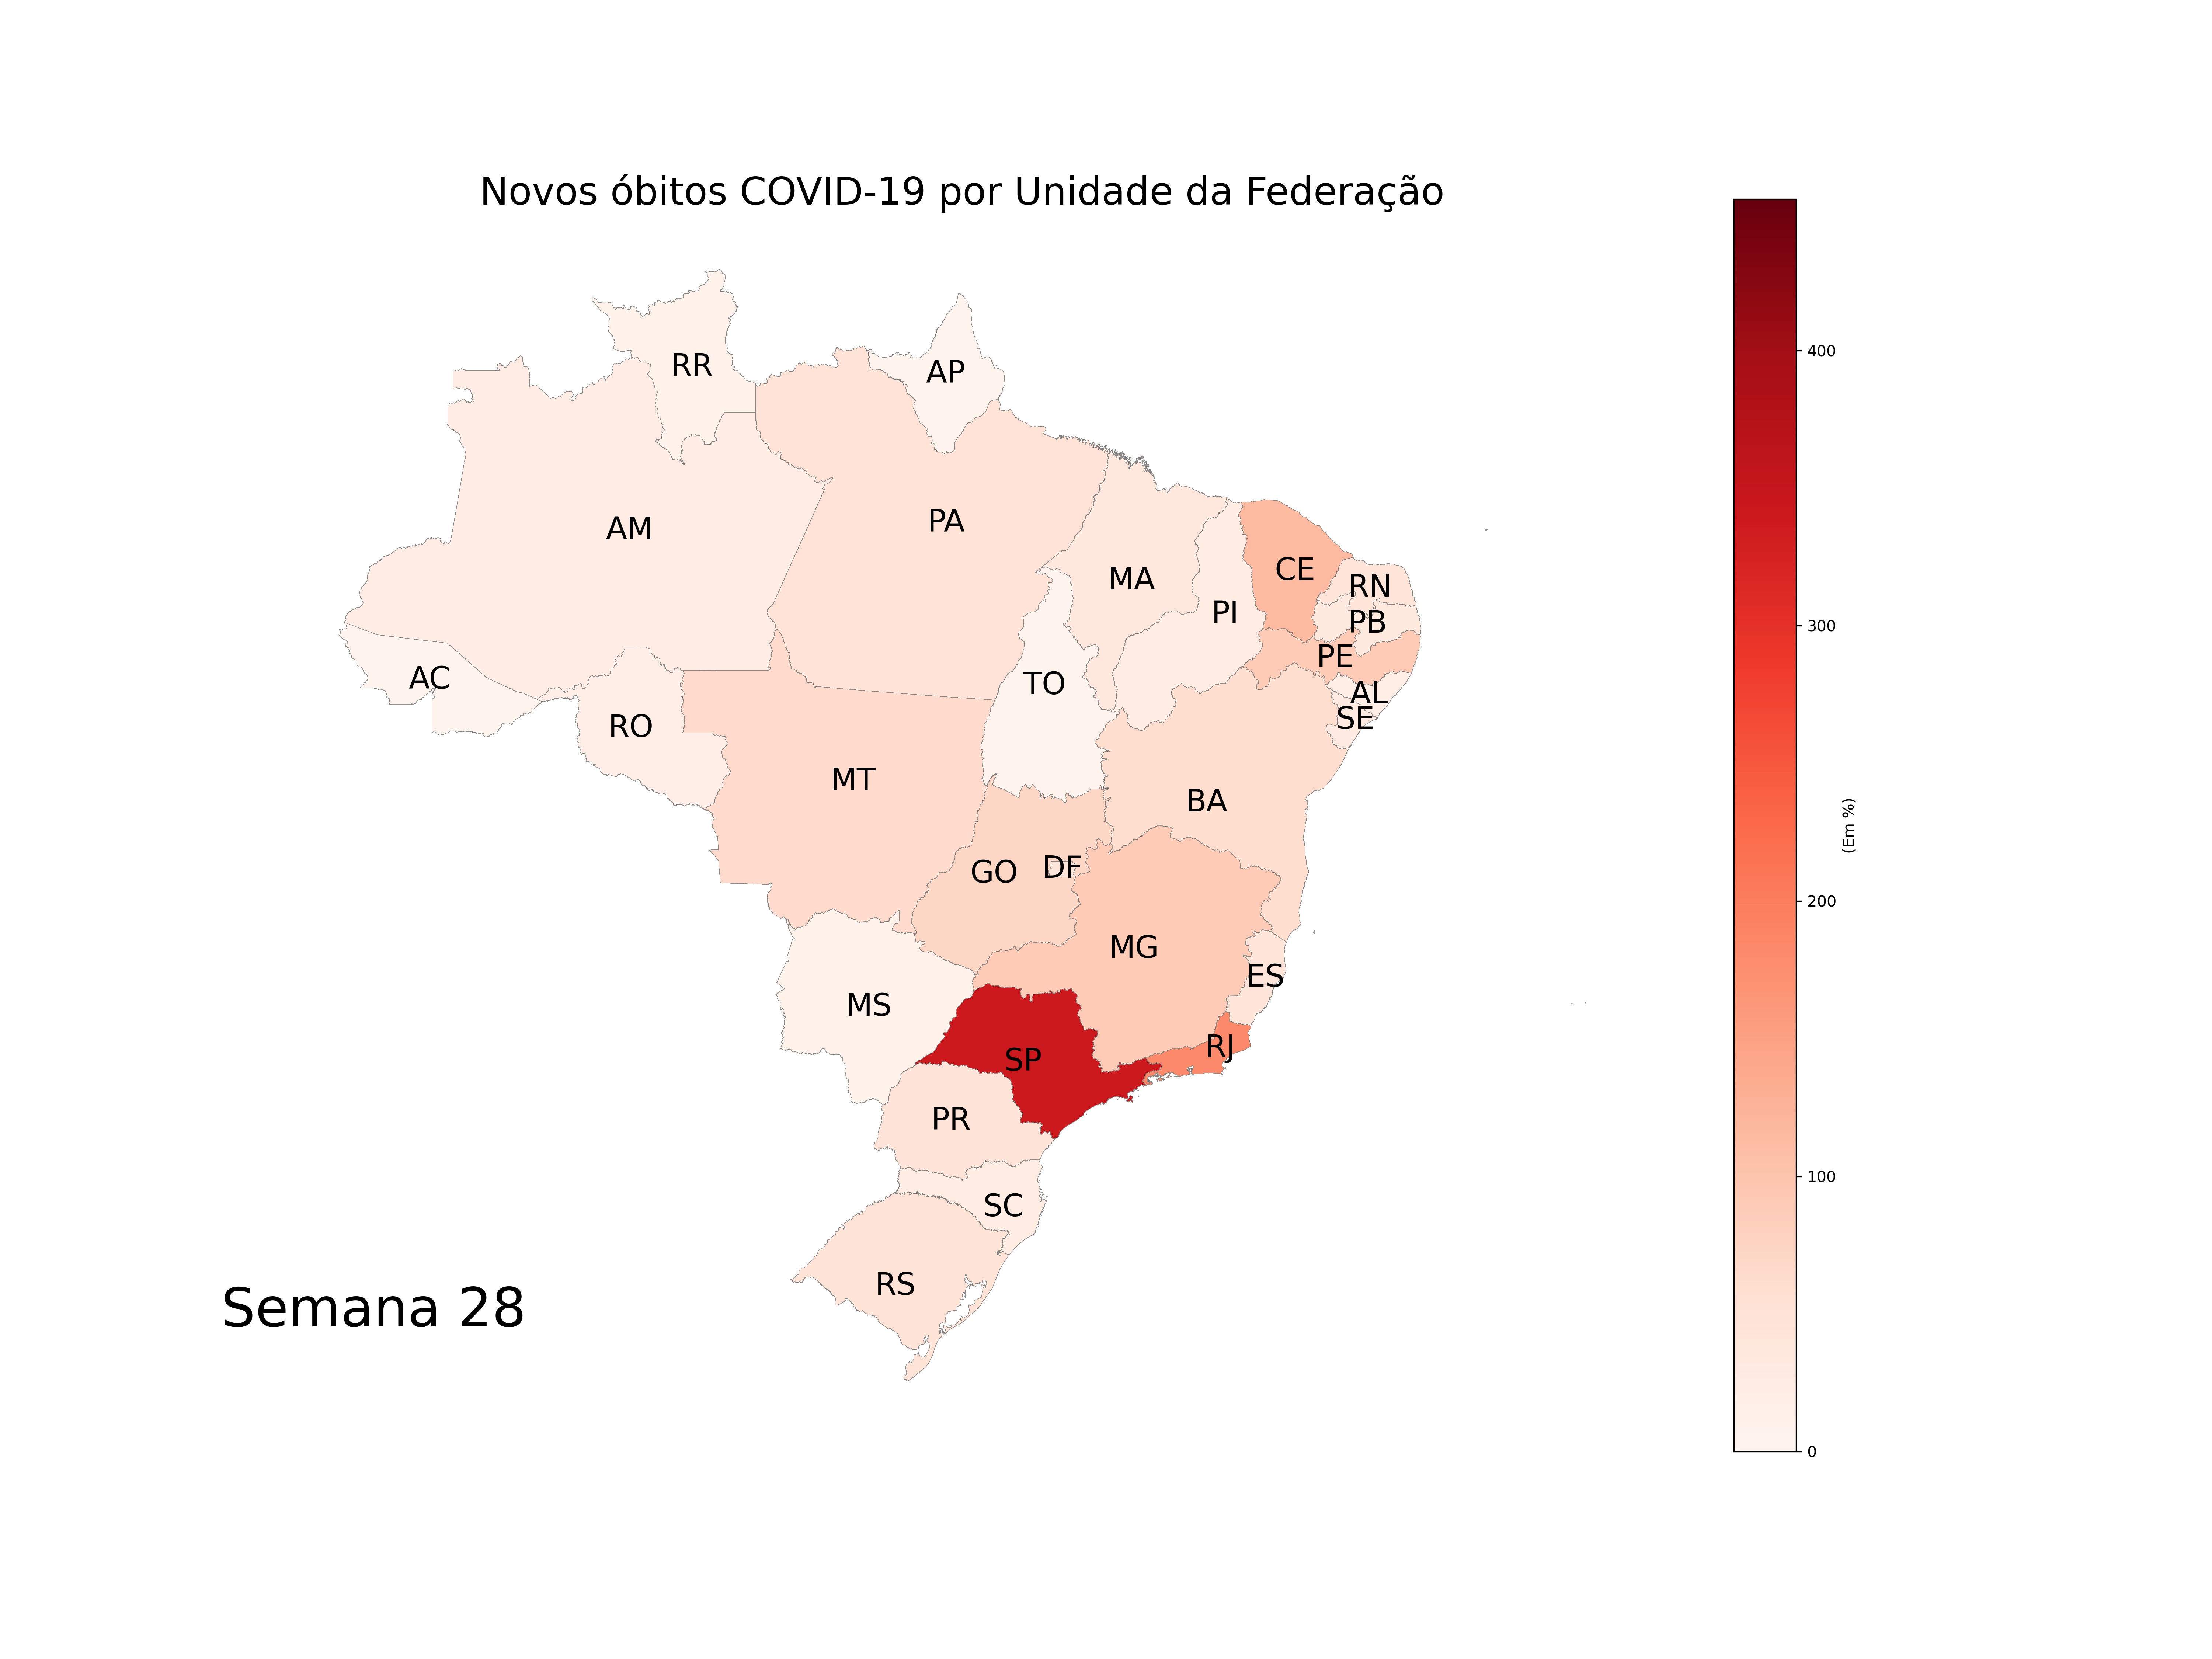 Novos óbitos COVID-19 por Unidade da Federação
RR
AP
AM
PA
MA
CE
RN
PI
PB
PE
AC
TO
AL
SE
RO
MT
BA
GO
DF
MG
ES
MS
RJ
SP
PR
SC
RS
Semana 28
400
300
(Em %)
200
100
0